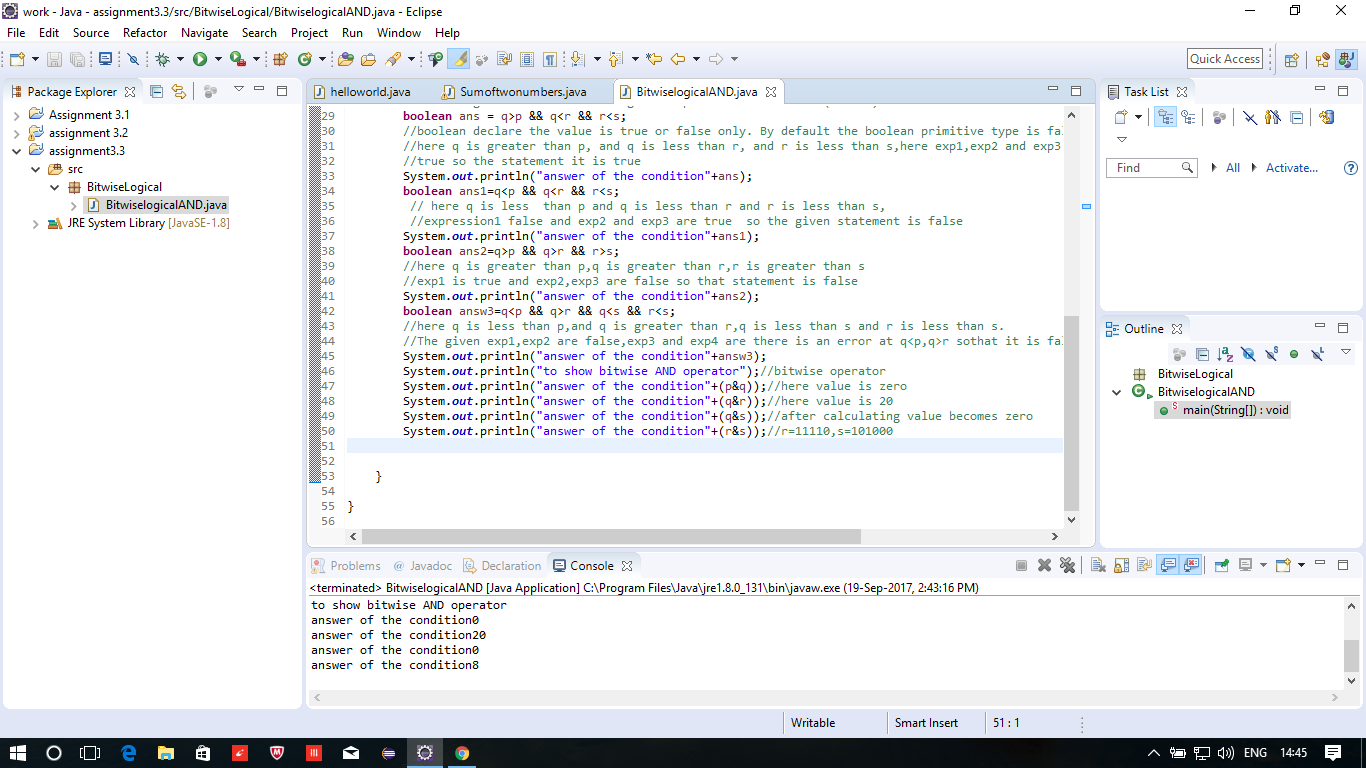 work - Java - assignment3.3/src/BitwiseLogical/BitwiselogicalAND.java - Eclipse
File Edit Source Refactor Navigate Search Project Run Window Help
Quick Access
Package Explorer
Assignment 3.1
assignment 3.2
assignment3.3
src
BitwiseLogical
BitwiselogicalAND.java
JRE System Library [JavaSE-1.8]
helloworld.java Sumoftwonumbers.java BitwiselogicalAND.java
29 boolean ans = q>p && q<r && r<s;
30 //boolean declare the value is true or false only. By default the boolean primitive type is fal
31 //here q is greater than p, and q is less than r, and r is less than s,here exp1,exp2 and exp3
32 //true so the statement it is true
33 System.out.println("answer of the condition"+ans);
34 boolean ans1=q<p && q<r && r<s;
35 // here q is less  than p and q is less than r and r is less than s,
36 //expression1 false and exp2 and exp3 are true  so the given statement is false
37 System.out.println("answer of the condition"+ans1);
38 boolean ans2=q>p && q>r && r>s;
39 //here q is greater than p,q is greater than r,r is greater than s
40 //exp1 is true and exp2,exp3 are false so that statement is false
41 System.out.println("answer of the condition"+ans2);
42 boolean answ3=q<p && q>r && q<s && r<s;
43 //here q is less than p,and q is greater than r,q is less than s and r is less than s.
44 //The given exp1,exp2 are false,exp3 and exp4 are there is an error at q<p,q>r sothat it is fal
45 System.out.println("answer of the condition"+answ3);
46 System.out.println("to show bitwise AND operator");//bitwise operator
47 System.out.println("answer of the condition"+(p&q));//here value is zero
48 System.out.println("answer of the condition"+(q&r));//here value is 20
49 System.out.println("answer of the condition"+(q&s));//after calculating value becomes zero
50 System.out.println("answer of the condition"+(r&s));//r=11110,s=101000
51
52
53 }
54
55 }
56
Task List
Find All Activate...
Outline
BitwiseLogical
BitwiselogicalAND
main(String[]) : void
Problems Javadoc Declaration Console
<terminated> BitwiselogicalAND [Java Application] C:\Program Files\Java\jre1.8.0_131\bin\javaw.exe (19-Sep-2017, 2:43:16 PM)
to show bitwise AND operator
answer of the condition0
answer of the condition20
answer of the condition0
answer of the condition8
Writable Smart Insert 51 : 1
ENG 14:45